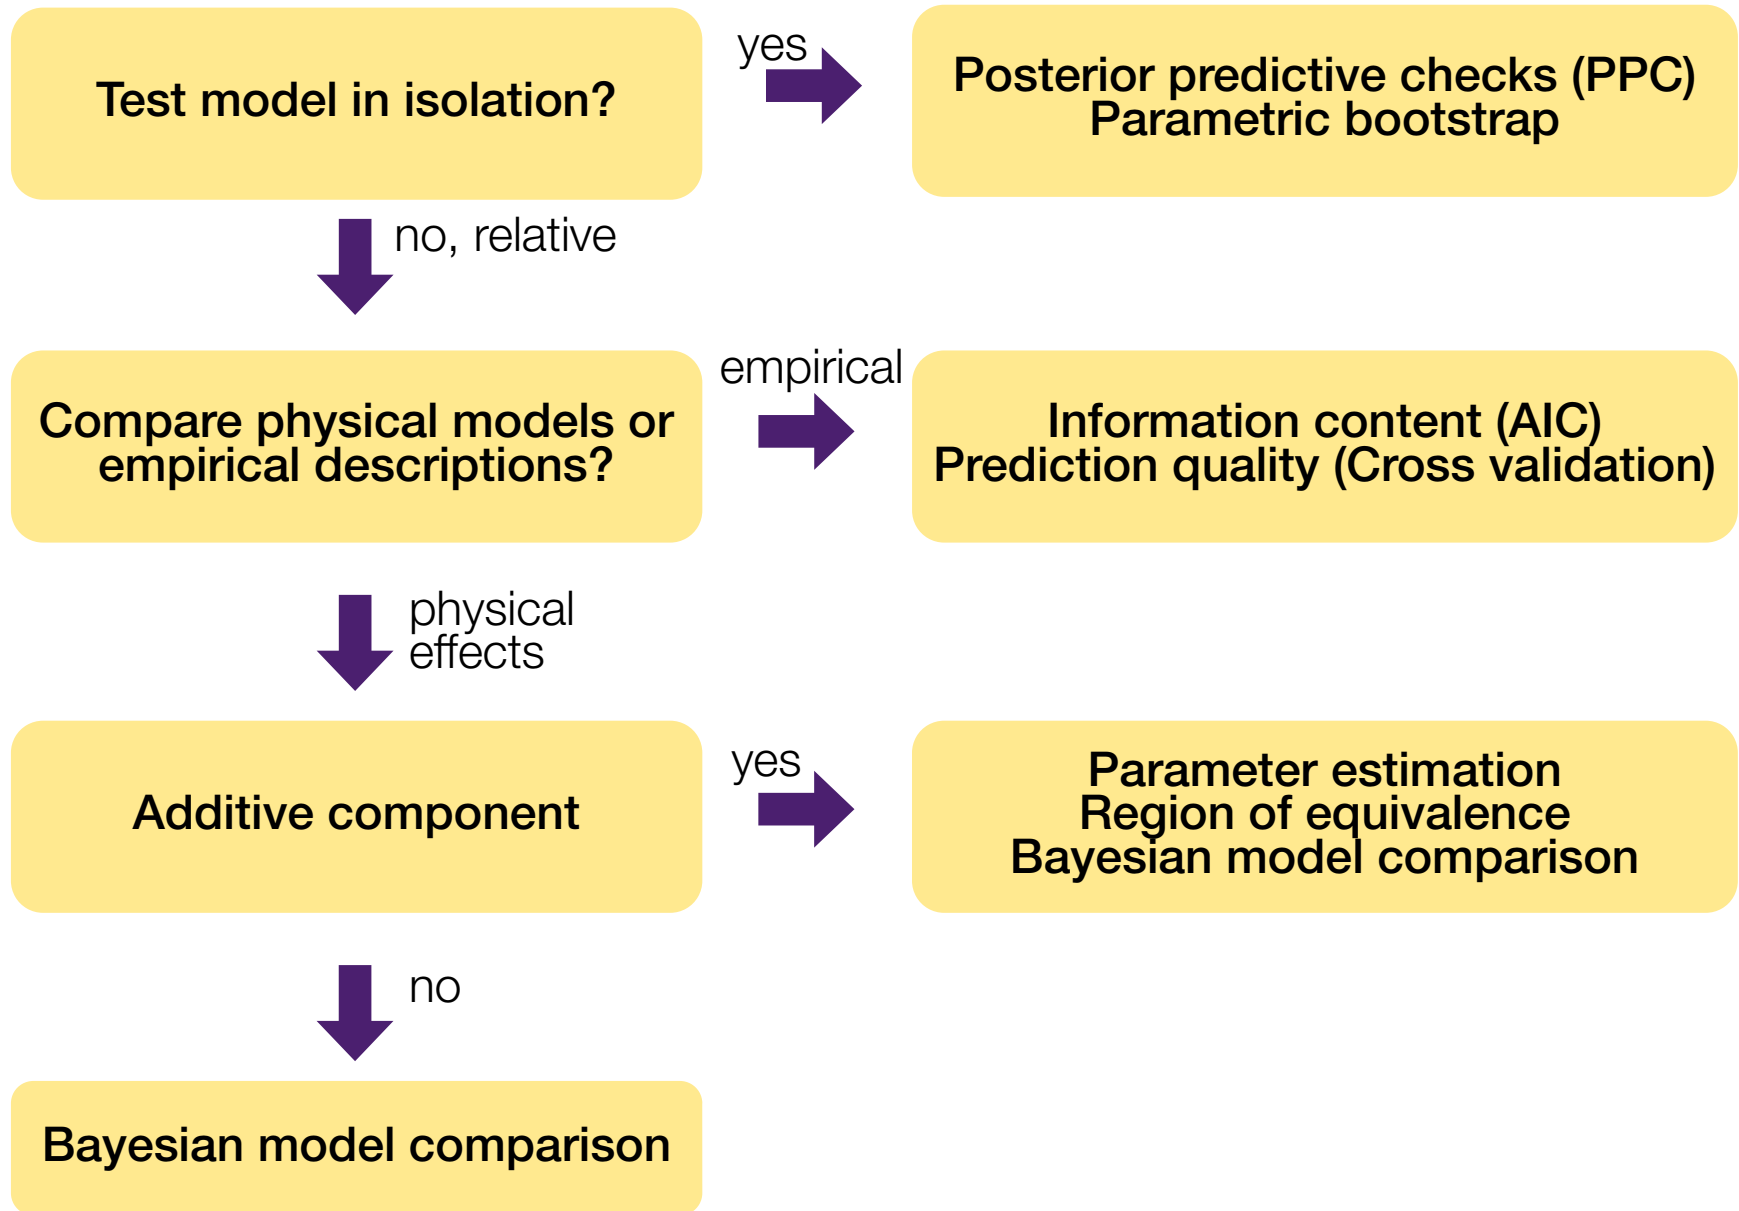 Test model in isolation?
yes
Posterior predictive checks (PPC)
Parametric bootstrap
no, relative
Compare physical models or
empirical descriptions?
empirical
Information content (AIC)
Prediction quality (Cross validation)
physical
effects
Additive component
yes
Parameter estimation
Region of equivalence
Bayesian model comparison
no
Bayesian model comparison